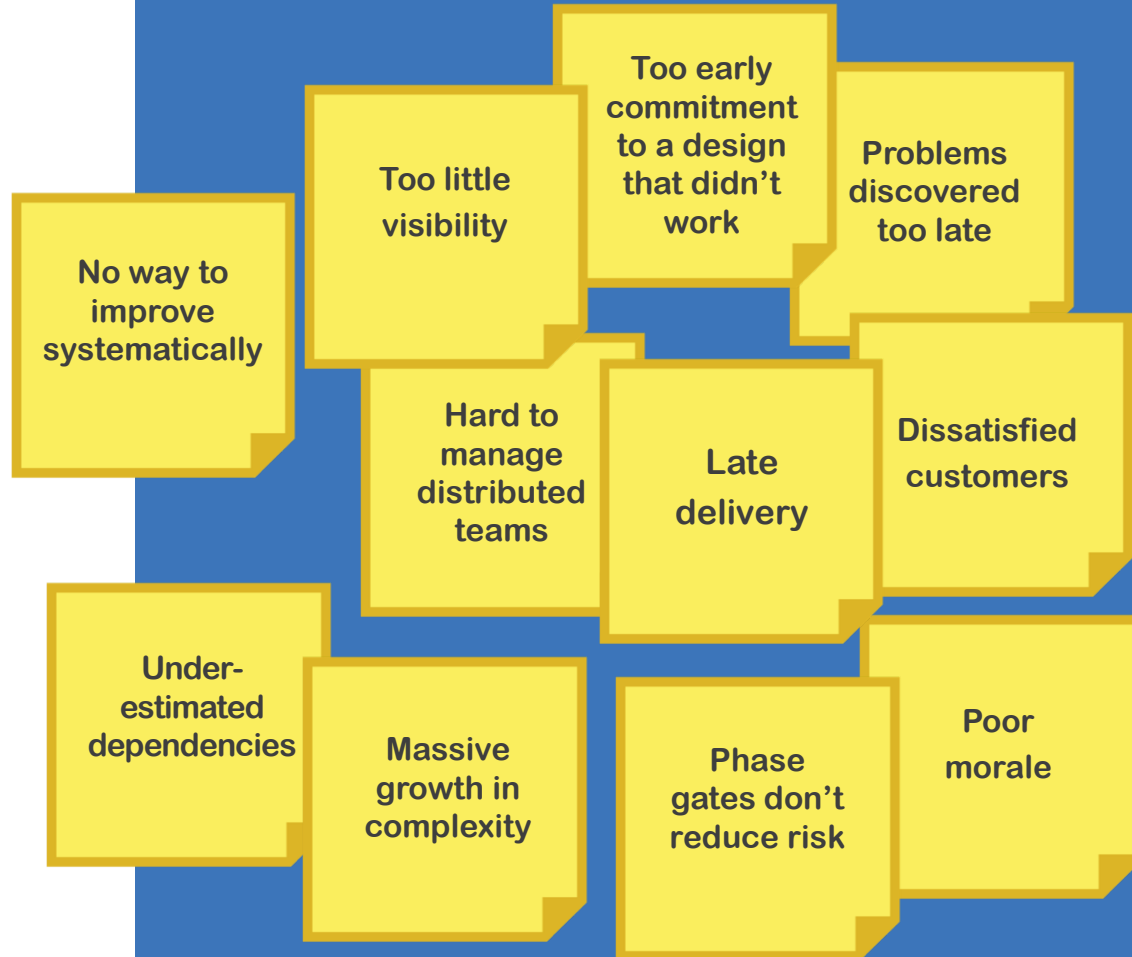 Too early
commitment
to a design
that didn’t
work
Problems
discovered
too late
Too little
visibility
No way to
improve
systematically
Hard to
manage
distributed
teams
Late
delivery
Dissatisfied
customers
Under-
estimated
dependencies
Massive
growth in
complexity
Phase
gates don’t
reduce risk
Poor
morale